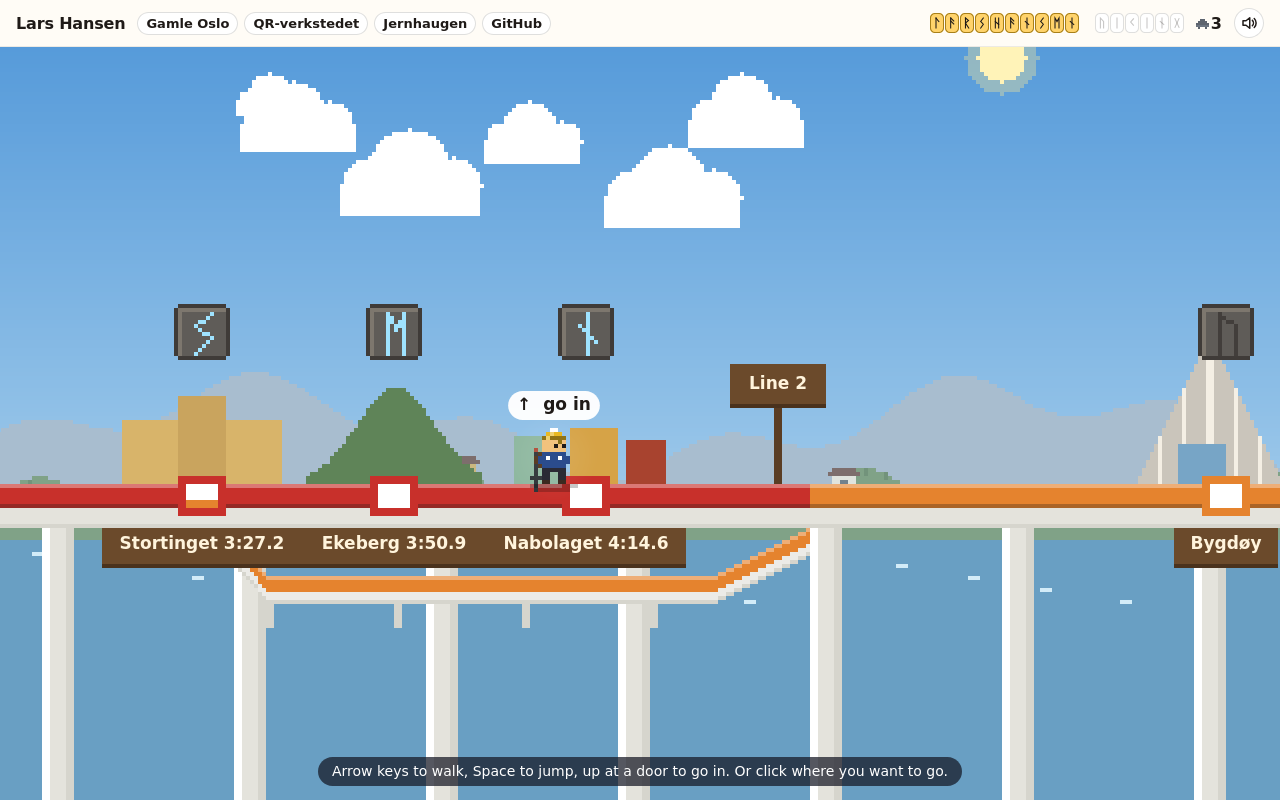 Lars Hansen Gamle Oslo QR-verkstedet Jernhaugen GitHub ᛚᚨᚱᛊᚺᚨᚾᛊᛖᚾ ᚢᛁᚲᛁᚾᚷ 3
ᛊ ᛖ ᚾ ᚢ
Line 2
↑ go in
Stortinget 3:27.2 Ekeberg 3:50.9 Nabolaget 4:14.6 Bygdøy
Arrow keys to walk, Space to jump, up at a door to go in. Or click where you want to go.